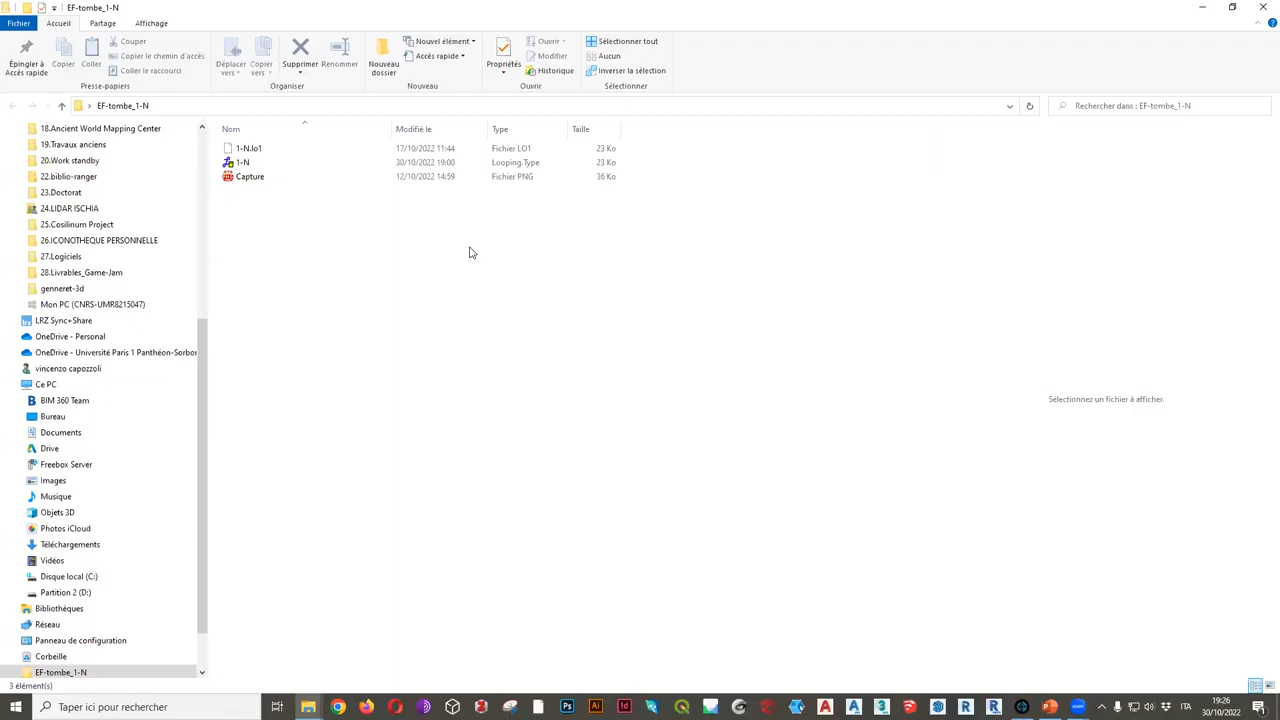 EF-tombe_1-N
Fichier Accueil Partage Affichage
Épingler à Accès rapide
Copier
Coller
Couper
Copier le chemin d'accès
Coller le raccourci
Presse-papiers
Déplacer vers
Copier vers
Supprimer
Renommer
Organiser
Nouveau dossier
Nouvel élément
Accès rapide
Nouveau
Propriétés
Ouvrir
Modifier
Historique
Ouvrir
Sélectionner tout
Aucun
Inverser la sélection
Sélectionner
EF-tombe_1-N
Rechercher dans : EF-tombe_1-N
18.Ancient World Mapping Center
19.Travaux anciens
20.Work standby
22.biblio-ranger
23.Doctorat
24.LIDAR ISCHIA
25.Cosilinum Project
26.ICONOTHEQUE PERSONNELLE
27.Logiciels
28.Livrables_Game-Jam
genneret-3d
Mon PC (CNRS-UMR8215047)
LRZ Sync+Share
OneDrive - Personal
OneDrive - Université Paris 1 Panthéon-Sorbon
vincenzo capozzoli
Ce PC
BIM 360 Team
Bureau
Documents
Drive
Freebox Server
Images
Musique
Objets 3D
Photos iCloud
Téléchargements
Vidéos
Disque local (C:)
Partition 2 (D:)
Bibliothèques
Réseau
Panneau de configuration
Corbeille
EF-tombe_1-N
Nom Modifié le Type Taille
1-N.lo1 17/10/2022 11:44 Fichier LO1 23 Ko
1-N 30/10/2022 19:00 Looping.Type 23 Ko
Capture 12/10/2022 14:59 Fichier PNG 36 Ko
Sélectionnez un fichier à afficher.
3 élément(s)
Taper ici pour rechercher
ITA
19:26
30/10/2022